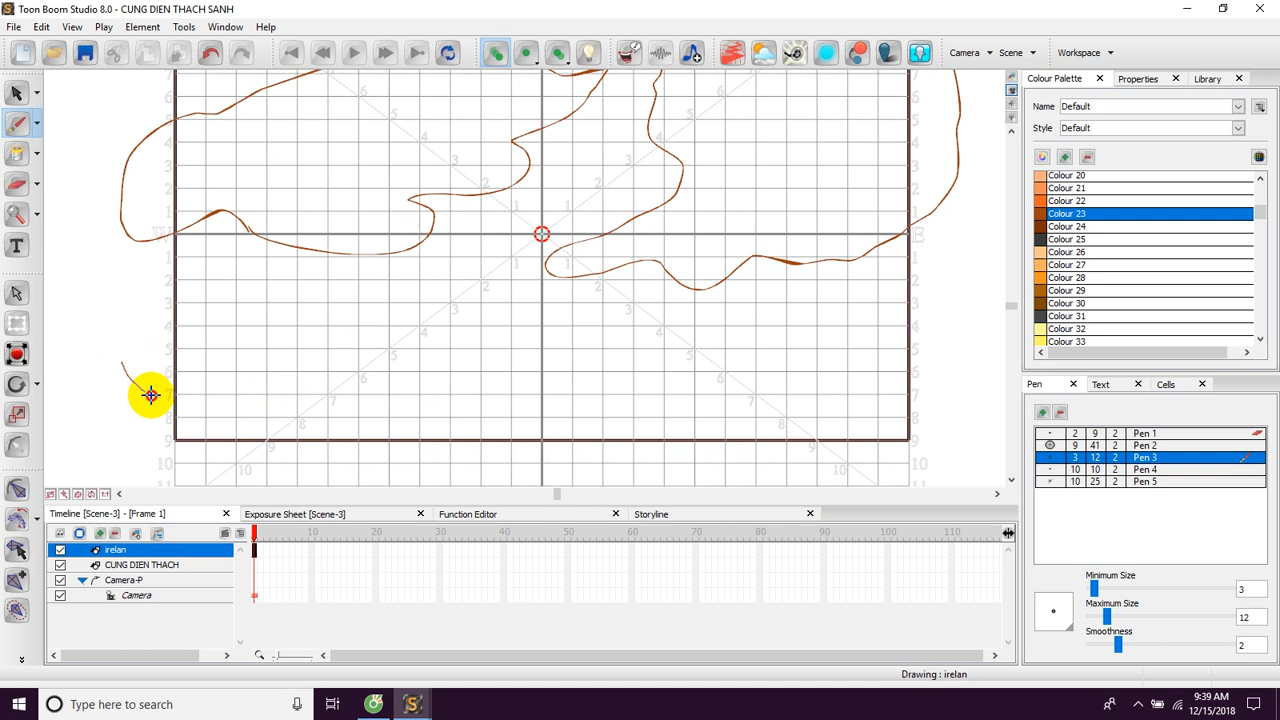 Toon Boom Studio 8.0 - CUNG DIEN THACH SANH
File Edit View Play Element Tools Window Help
Camera Scene Workspace
Colour Palette Properties Library
Name Default
Style Default
Colour 20
Colour 21
Colour 22
Colour 23
Colour 24
Colour 25
Colour 26
Colour 27
Colour 28
Colour 29
Colour 30
Colour 31
Colour 32
Colour 33
Pen Text Cells
2 9 2 Pen 1
9 41 2 Pen 2
3 12 2 Pen 3
10 10 2 Pen 4
10 25 2 Pen 5
Minimum Size
3
Maximum Size
12
Smoothness
2
Timeline [Scene-3] - [Frame 1] Exposure Sheet [Scene-3] Function Editor Storyline
10 20 30 40 50 60 70 80 90 100 110
irelan
CUNG DIEN THACH
Camera-P
Camera
Drawing : irelan
Type here to search
9:39 AM
12/15/2018